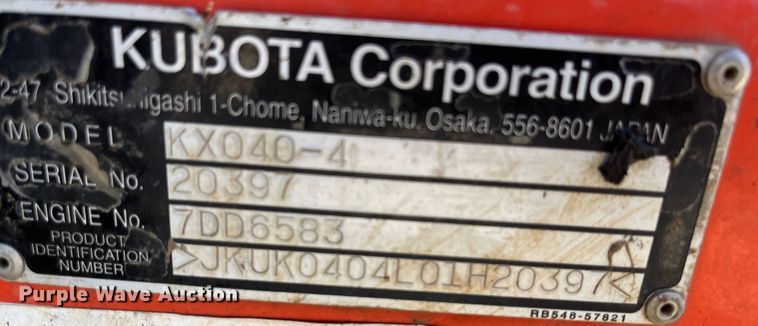 KUBOTA Corporation
2-47 Shikitsuhigashi 1-Chome, Naniwa-ku, Osaka, 556-8601 JAPAN
MODEL KX040-4
SERIAL No. 20397
ENGINE No. 7DD6583
PRODUCT IDENTIFICATION NUMBER >JKUK0404L01H20397<
RB548-57821
Purple Wave Auction